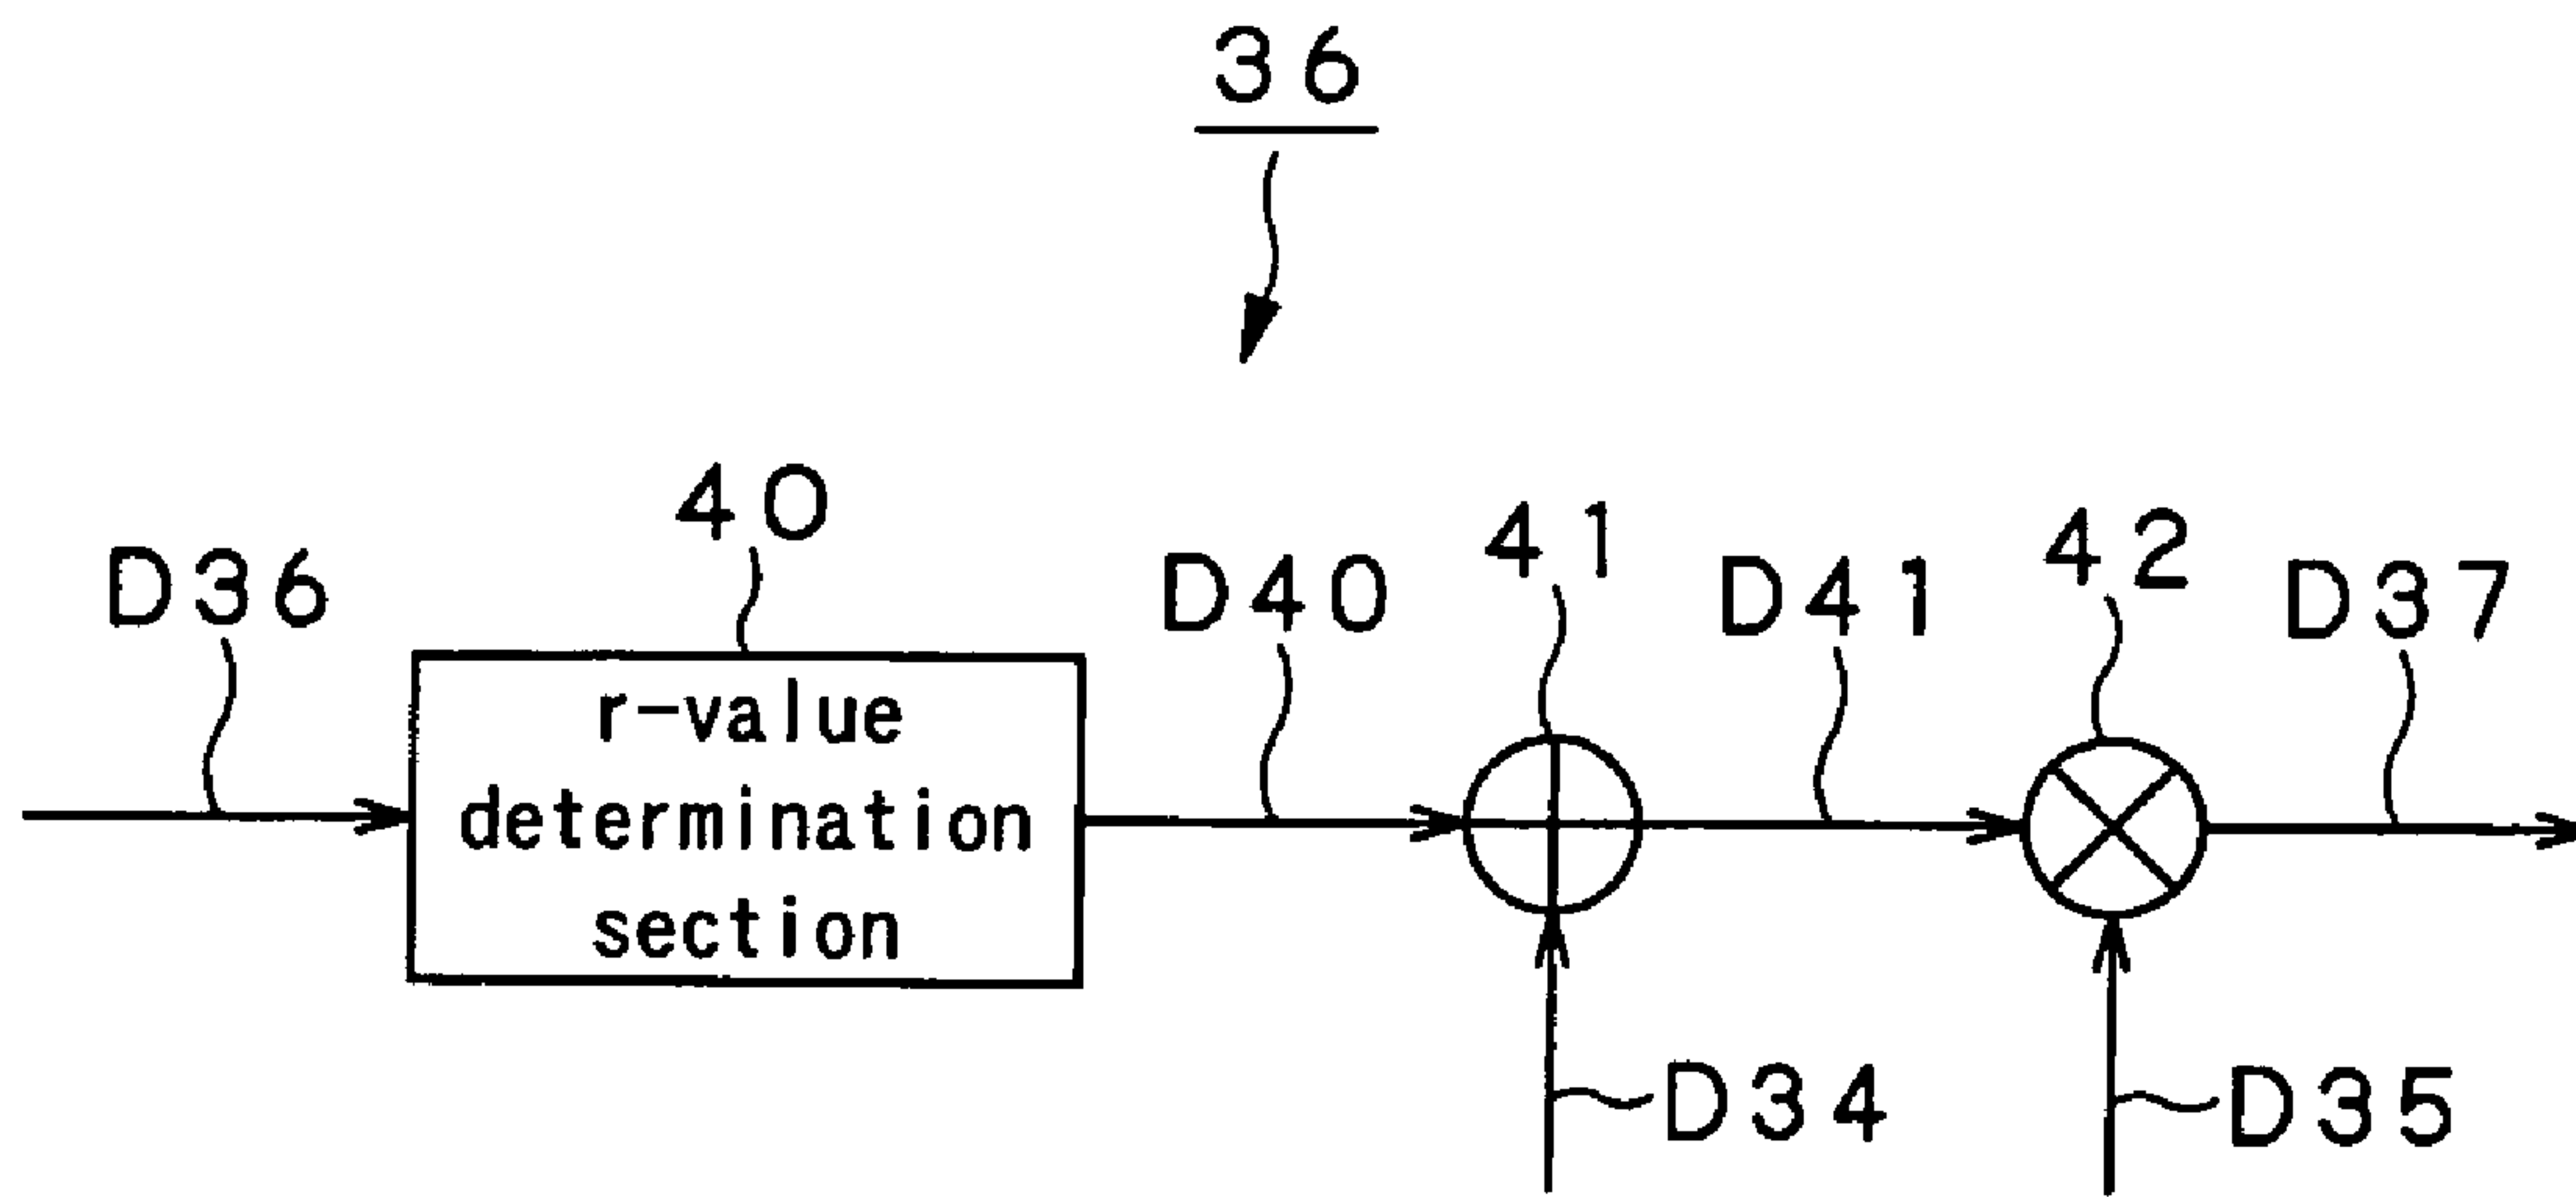 36
40
41
42
D36
D40
D41
D37
r-value
determination
section
D34
D35